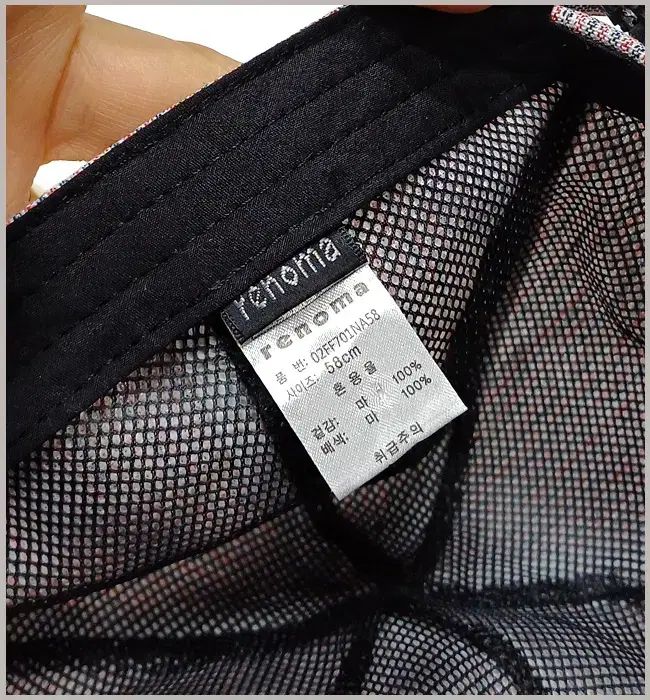 renoma
renoma
품 번: 02FF701NA58
사이즈: 58cm
혼용율
겉감: 마 100%
배색: 마 100%
취급주의